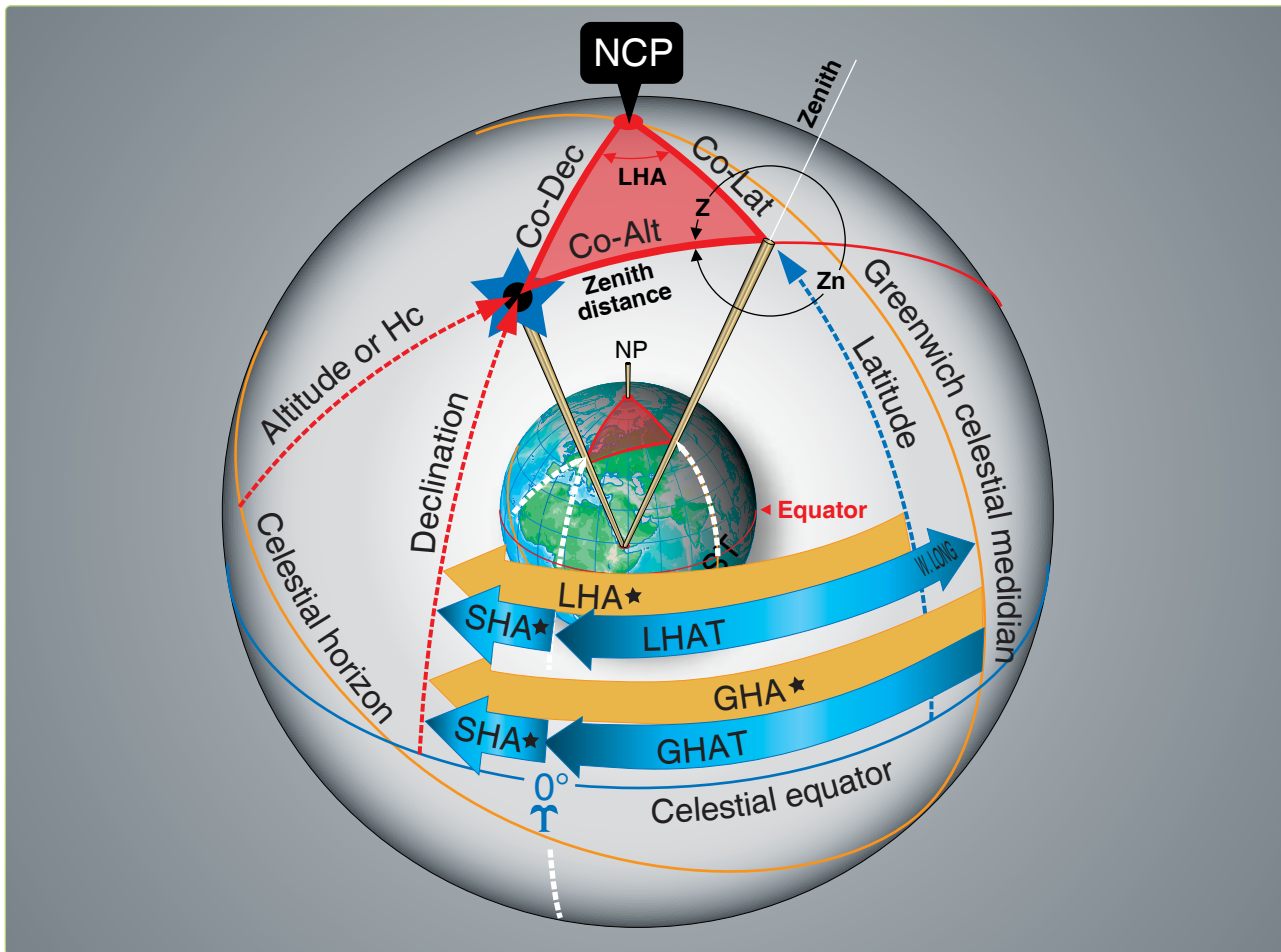 NCP
Zenith
Co-Dec
Co-Lat
LHA
Z
Co-Alt
Zenith
distance
Zn
Greenwich celestial medidian
Altitude or Hc
NP
Latitude
Declination
Equator
W. LONG
LHA★
SHA★
LHAT
Celestial horizon
GHA★
SHA★
GHAT
0°
♈
Celestial equator